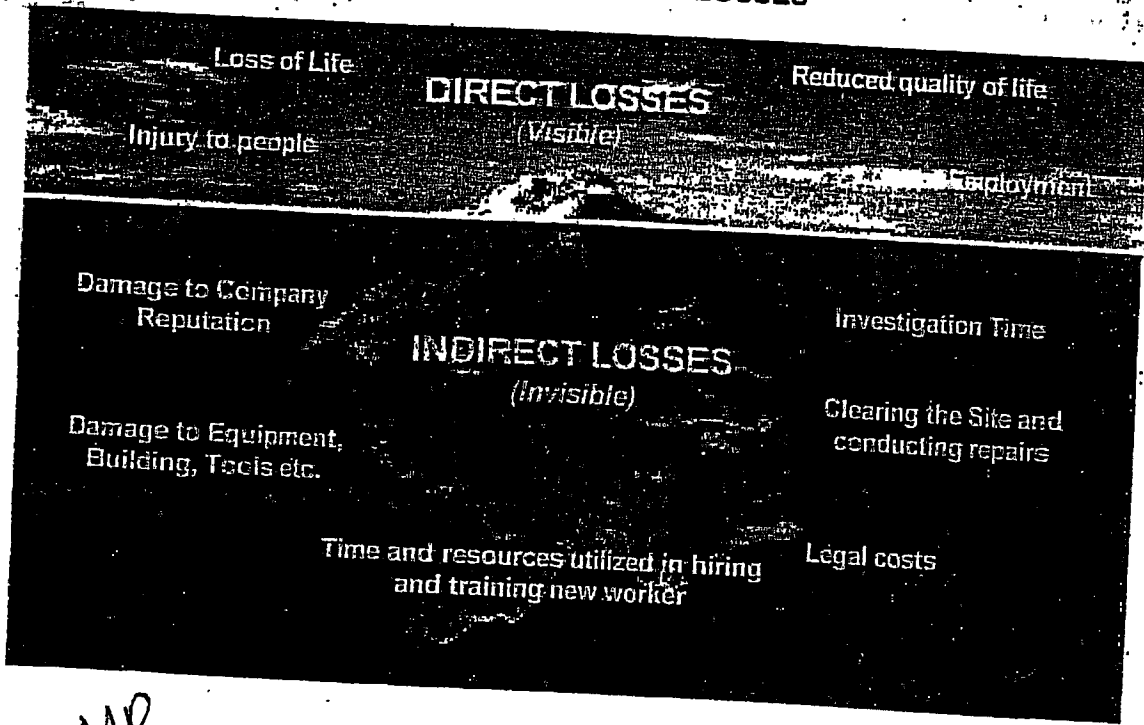 Loss of Life
DIRECT LOSSES
(Visible)
Reduced quality of life
Injury to people
Employment
Damage to Company
Reputation
INDIRECT LOSSES
(Invisible)
Investigation Time
Damage to Equipment,
Building, Tools etc.
Clearing the Site and
conducting repairs
Time and resources utilized in hiring
and training new worker
Legal costs